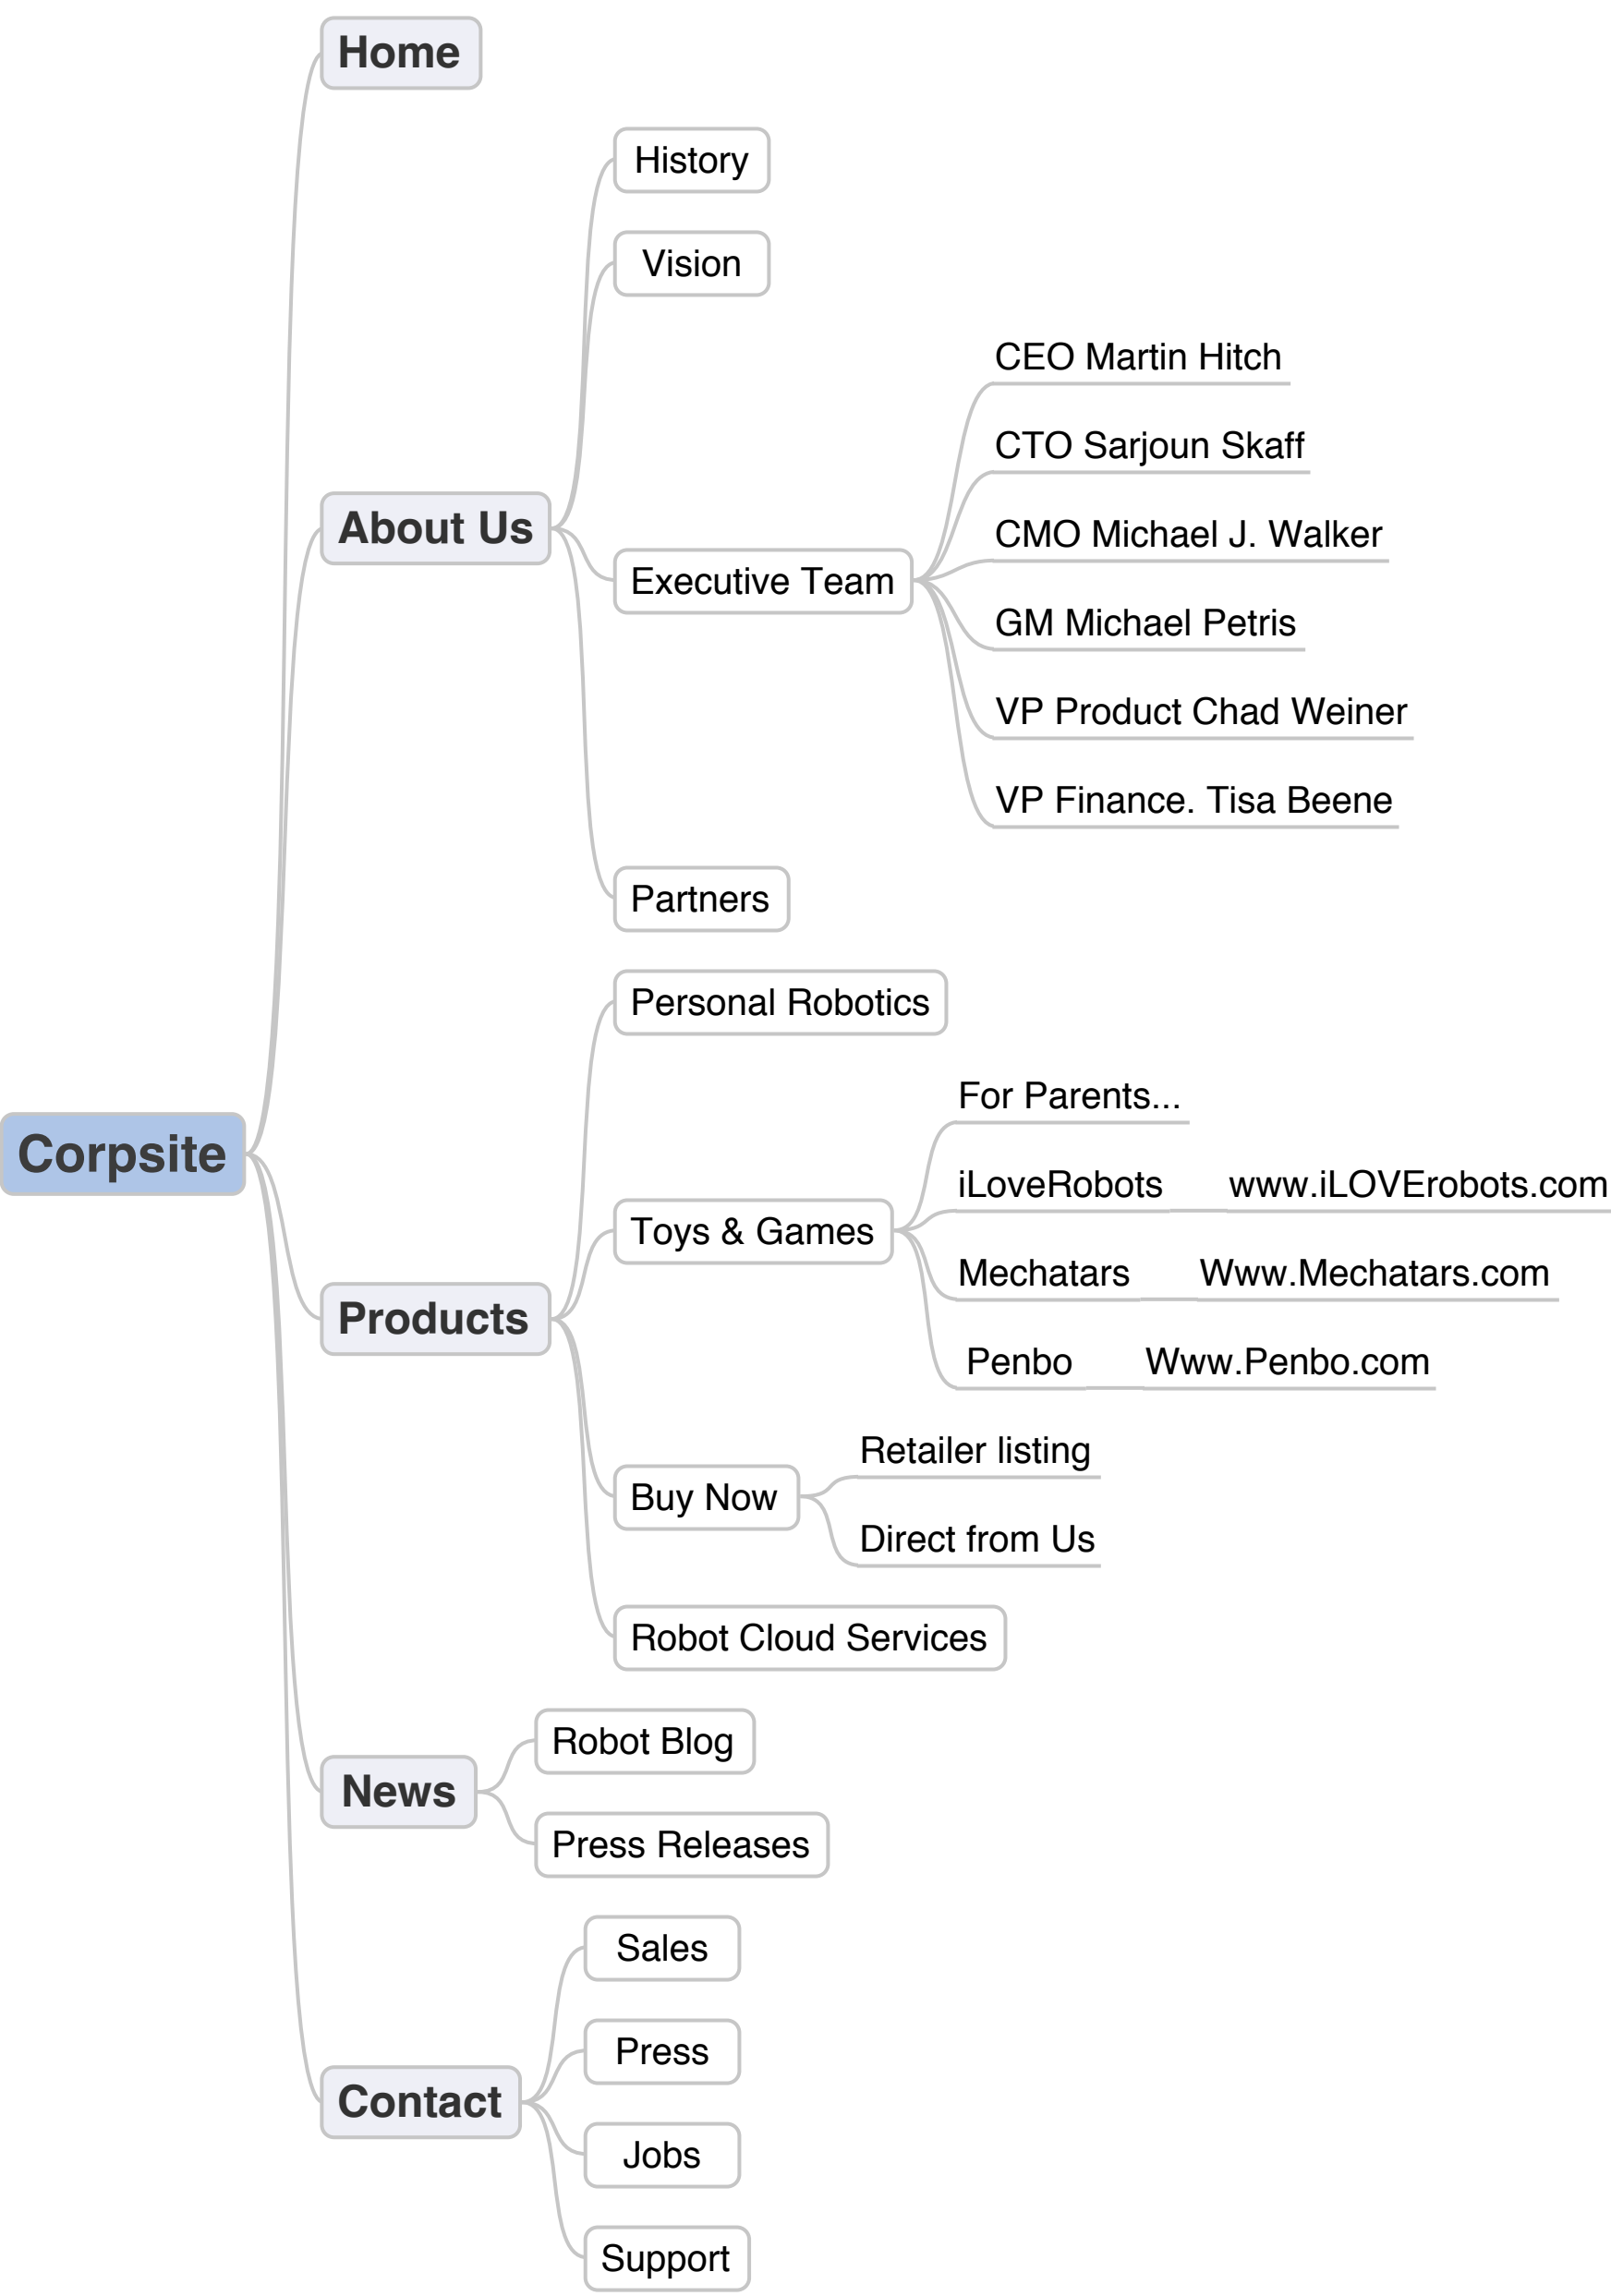 Home
History
Vision
CEO Martin Hitch
CTO Sarjoun Skaff
About Us
CMO Michael J. Walker
Executive Team
GM Michael Petris
VP Product Chad Weiner
VP Finance. Tisa Beene
Partners
Personal Robotics
For Parents...
Corpsite
iLoveRobots www.iLOVErobots.com
Toys & Games
Mechatars Www.Mechatars.com
Products
Penbo Www.Penbo.com
Retailer listing
Buy Now
Direct from Us
Robot Cloud Services
Robot Blog
News
Press Releases
Sales
Press
Contact
Jobs
Support